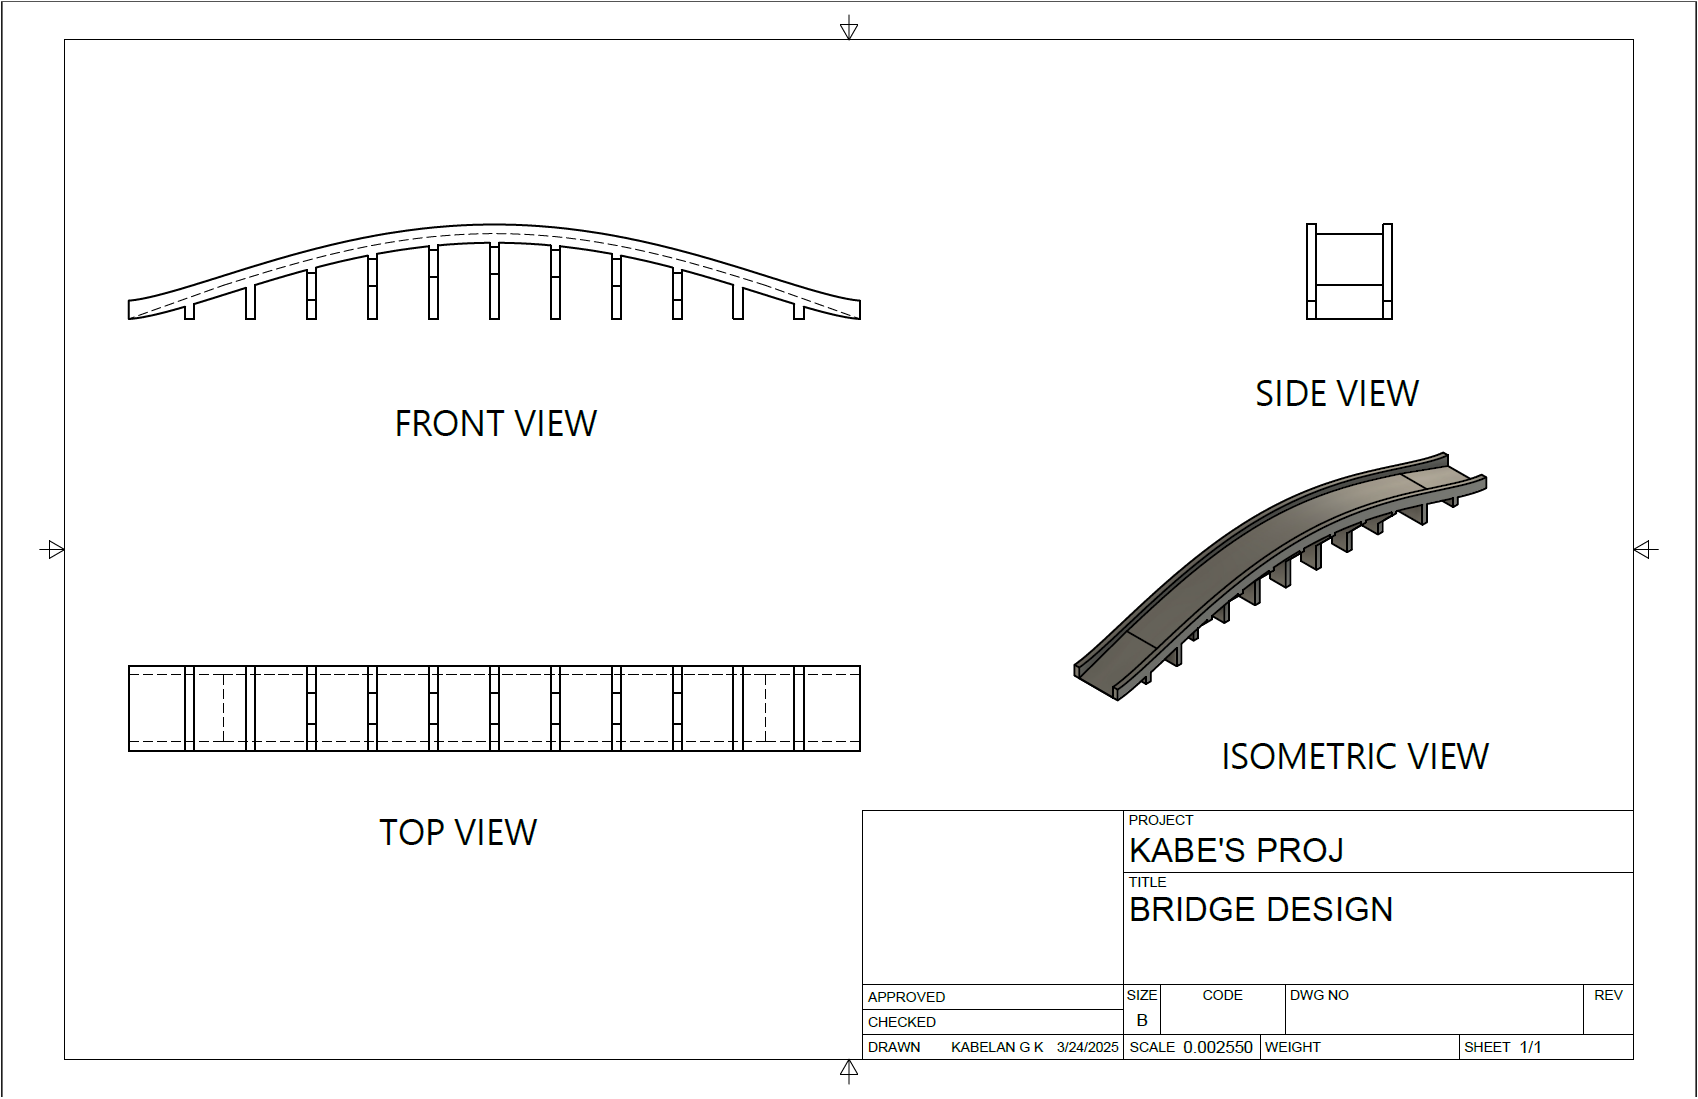 FRONT VIEW
SIDE VIEW
ISOMETRIC VIEW
TOP VIEW
PROJECT
KABE'S PROJ
TITLE
BRIDGE DESIGN
APPROVED
CHECKED
DRAWN KABELAN G K 3/24/2025
SIZE
B
CODE
DWG NO
REV
SCALE 0.002550
WEIGHT
SHEET 1/1